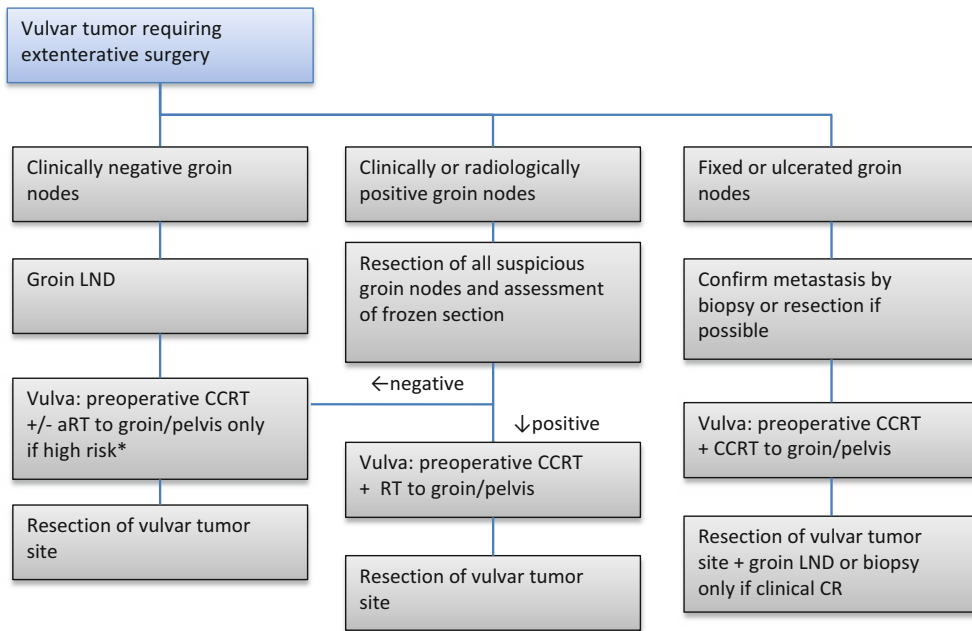 Vulvar tumor requiring
extenterative surgery
Clinically negative groin
nodes
Clinically or radiologically
positive groin nodes
Fixed or ulcerated groin
nodes
Groin LND
Resection of all suspicious
groin nodes and assessment
of frozen section
Confirm metastasis by
biopsy or resection if
possible
←negative
↓positive
Vulva: preoperative CCRT
+/- aRT to groin/pelvis only
if high risk*
Vulva: preoperative CCRT
+ RT to groin/pelvis
Vulva: preoperative CCRT
+ CCRT to groin/pelvis
Resection of vulvar tumor
site
Resection of vulvar tumor
site
Resection of vulvar tumor
site + groin LND or biopsy
only if clinical CR